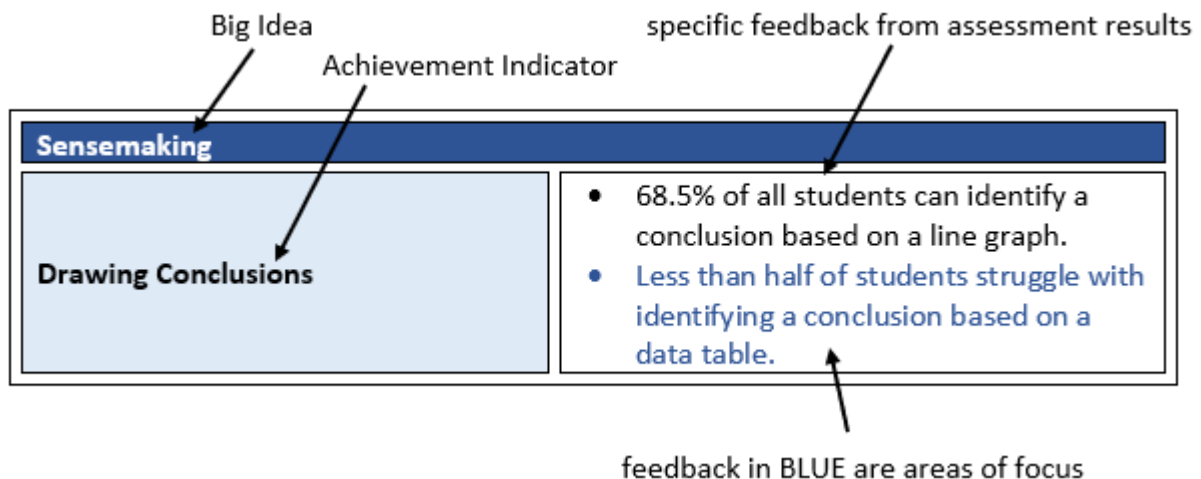 Big Idea
specific feedback from assessment results
Achievement Indicator
Sensemaking
Drawing Conclusions
• 68.5% of all students can identify a
conclusion based on a line graph.
• Less than half of students struggle with
identifying a conclusion based on a
data table.
feedback in BLUE are areas of focus